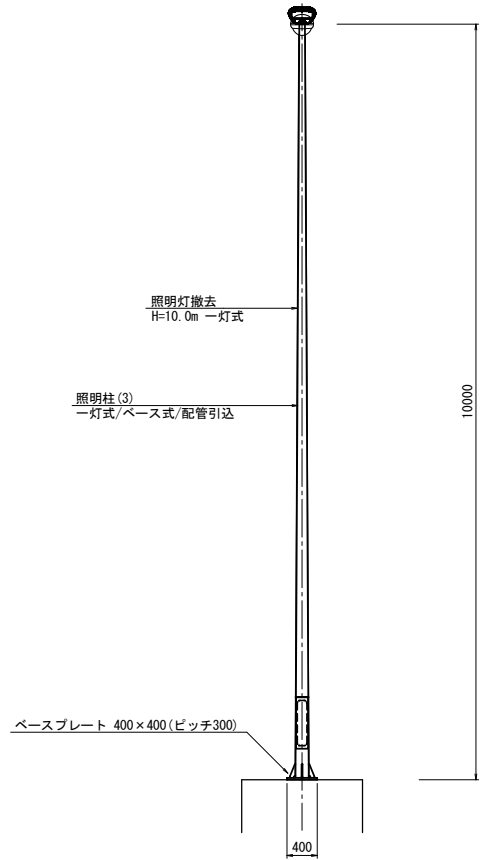 照明灯撤去
H=10.0m 一灯式
照明柱(3)
一灯式/ベース式/配管引込
10000
ベースプレート 400×400(ピッチ300)
400